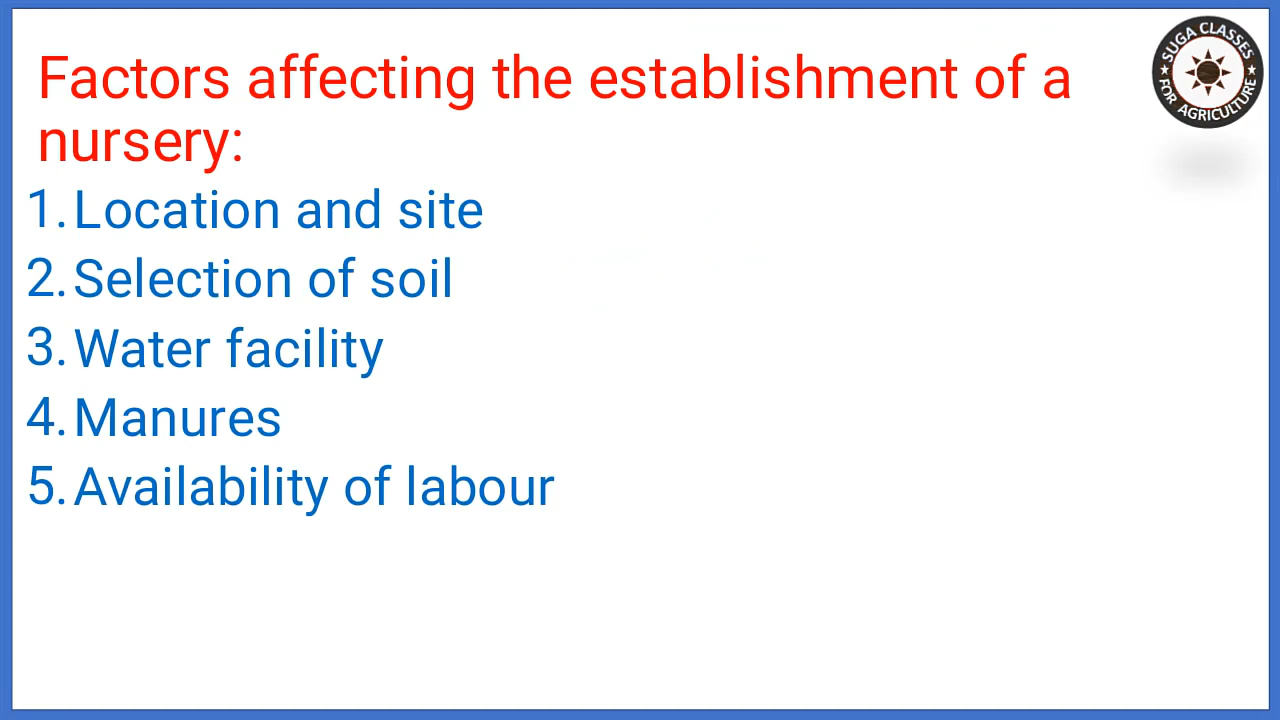 Factors affecting the establishment of a
nursery:
1. Location and site
2. Selection of soil
3. Water facility
4. Manures
5. Availability of labour
SUGA CLASSES
FOR AGRICULTURE